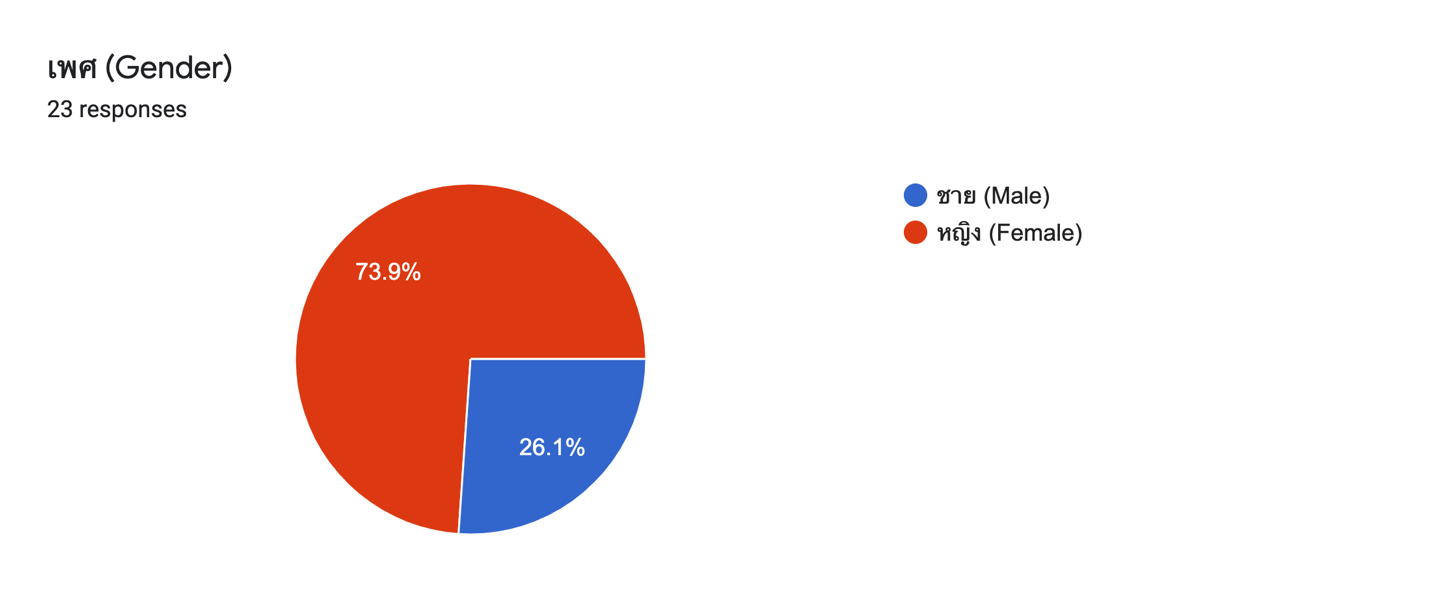 เพศ (Gender)
23 responses
ชาย (Male)
หญิง (Female)
73.9%
26.1%